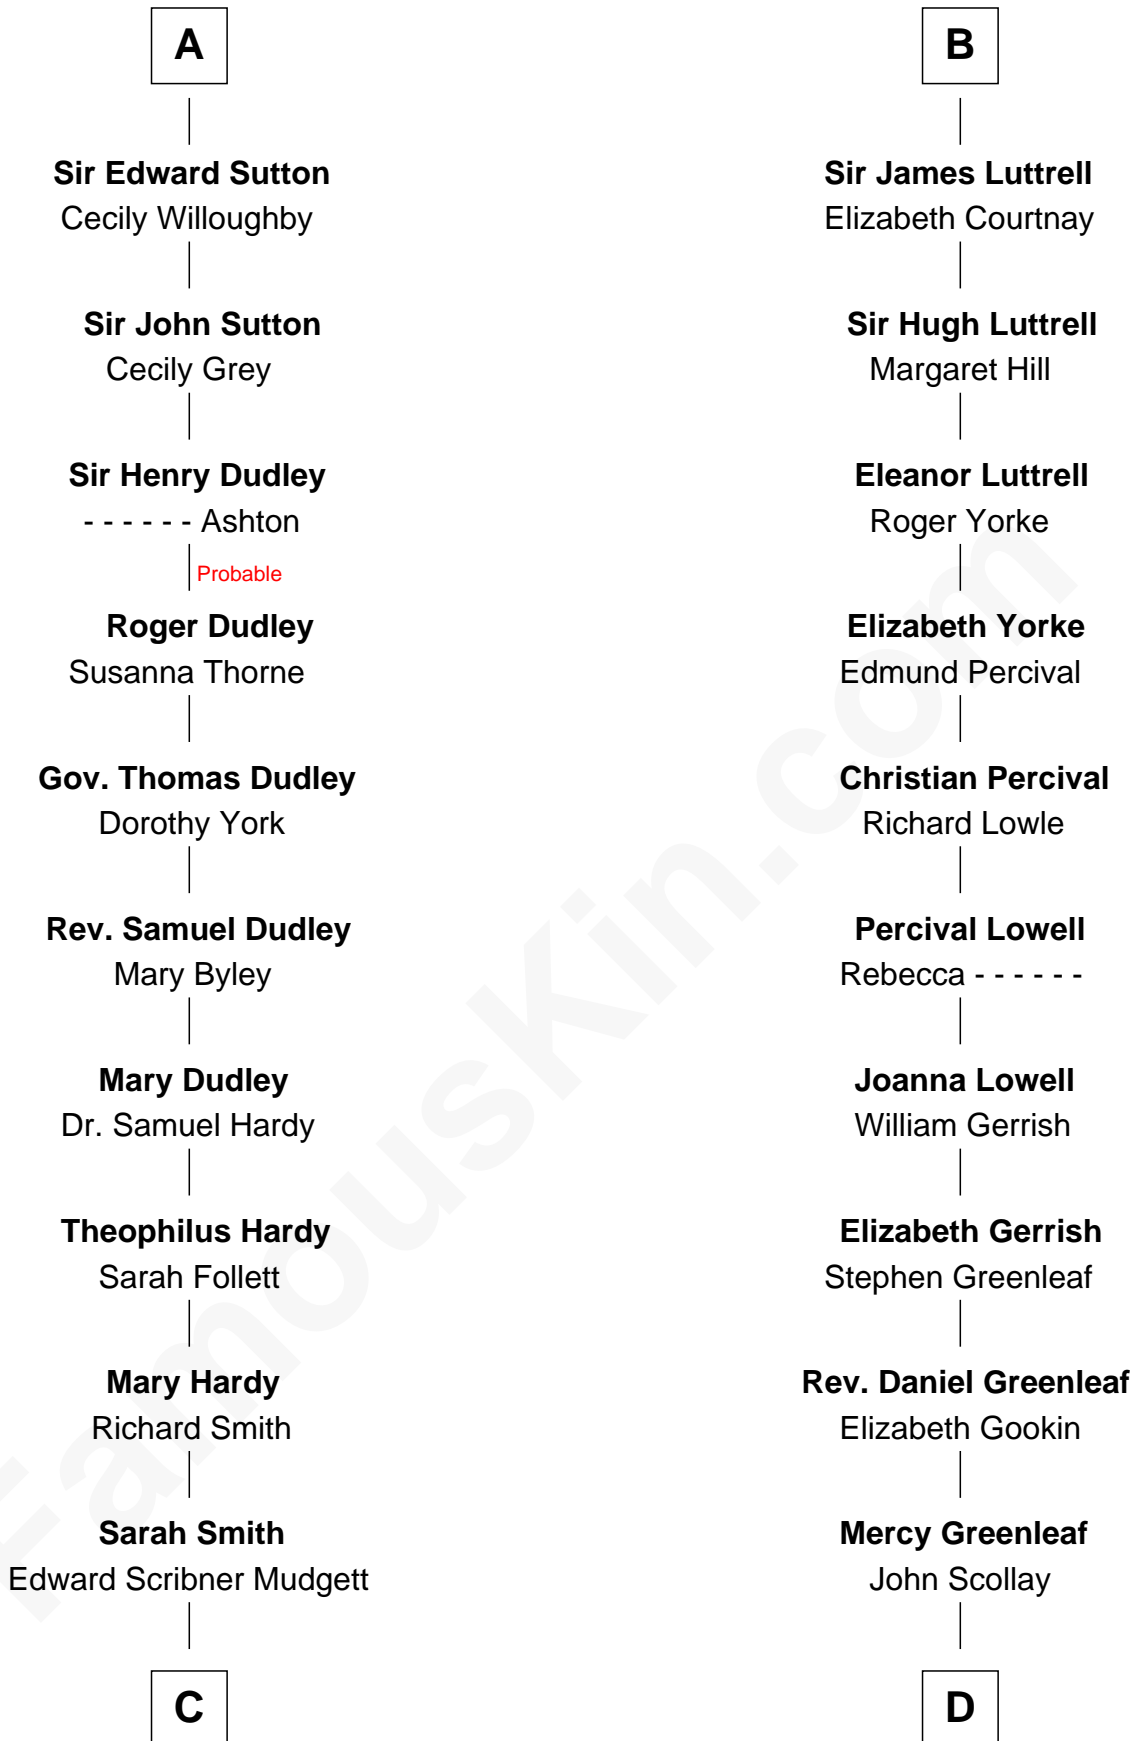 A
Sir Edward Sutton
Cecily Willoughby
Sir John Sutton
Cecily Grey
Sir Henry Dudley
- - - - - - Ashton
Probable
Roger Dudley
Susanna Thorne
Gov. Thomas Dudley
Dorothy York
Rev. Samuel Dudley
Mary Byley
Mary Dudley
Dr. Samuel Hardy
Theophilus Hardy
Sarah Follett
Mary Hardy
Richard Smith
Sarah Smith
Edward Scribner Mudgett
C
B
Sir James Luttrell
Elizabeth Courtnay
Sir Hugh Luttrell
Margaret Hill
Eleanor Luttrell
Roger Yorke
Elizabeth Yorke
Edmund Percival
Christian Percival
Richard Lowle
Percival Lowell
Rebecca - - - - - -
Joanna Lowell
William Gerrish
Elizabeth Gerrish
Stephen Greenleaf
Rev. Daniel Greenleaf
Elizabeth Gookin
Mercy Greenleaf
John Scollay
D
FamousKin.com